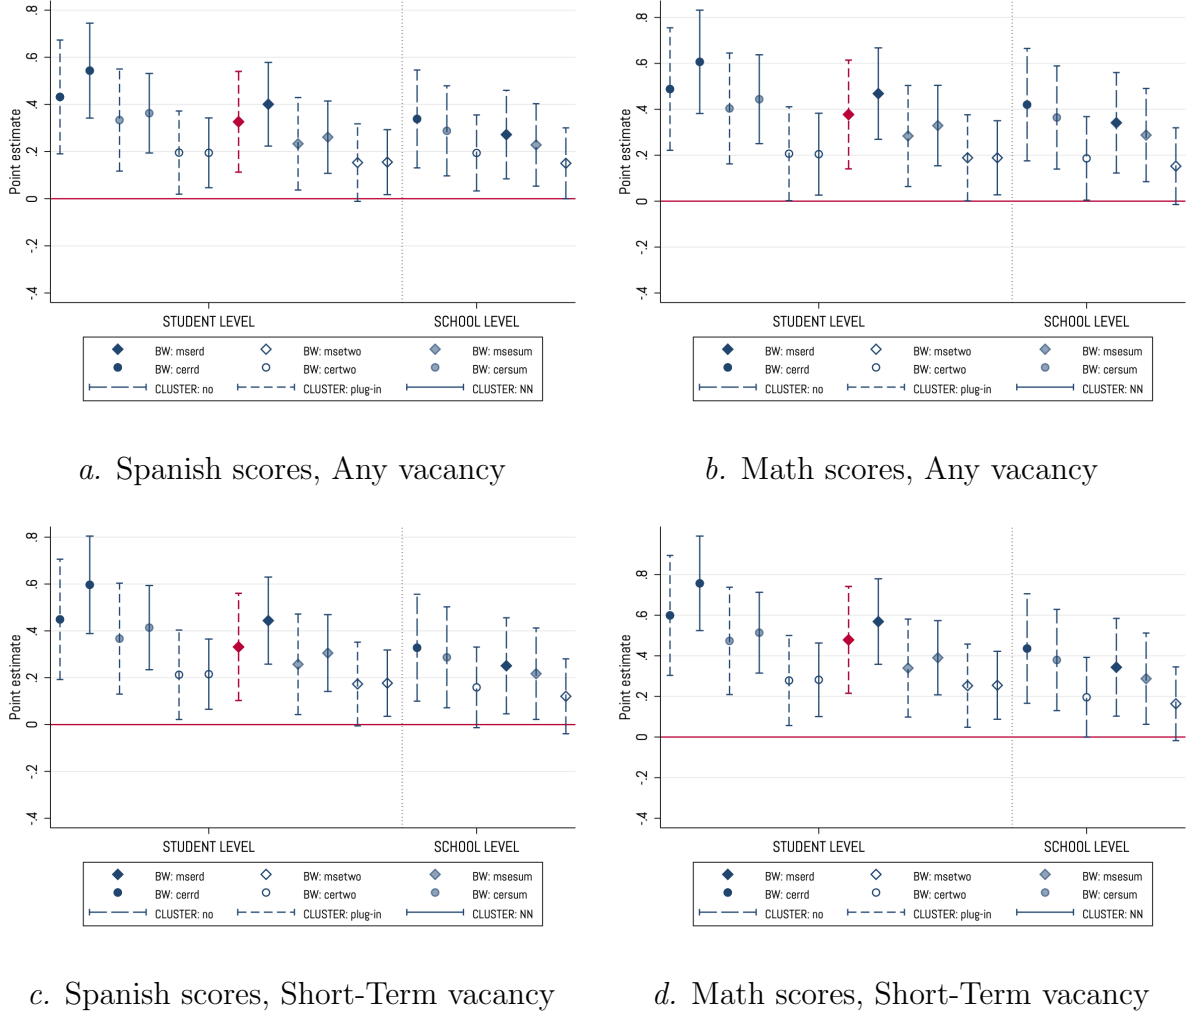 Point estimate
.8
.6
.4
.2
0
-.2
-.4
STUDENT LEVEL SCHOOL LEVEL
BW: mserd BW: msetwo BW: msesum
BW: cerrd BW: certwo BW: cersum
CLUSTER: no CLUSTER: plug-in CLUSTER: NN
a. Spanish scores, Any vacancy
Point estimate
.8
.6
.4
.2
0
-.2
-.4
STUDENT LEVEL SCHOOL LEVEL
BW: mserd BW: msetwo BW: msesum
BW: cerrd BW: certwo BW: cersum
CLUSTER: no CLUSTER: plug-in CLUSTER: NN
b. Math scores, Any vacancy
Point estimate
.8
.6
.4
.2
0
-.2
-.4
STUDENT LEVEL SCHOOL LEVEL
BW: mserd BW: msetwo BW: msesum
BW: cerrd BW: certwo BW: cersum
CLUSTER: no CLUSTER: plug-in CLUSTER: NN
c. Spanish scores, Short-Term vacancy
Point estimate
.8
.6
.4
.2
0
-.2
-.4
STUDENT LEVEL SCHOOL LEVEL
BW: mserd BW: msetwo BW: msesum
BW: cerrd BW: certwo BW: cersum
CLUSTER: no CLUSTER: plug-in CLUSTER: NN
d. Math scores, Short-Term vacancy